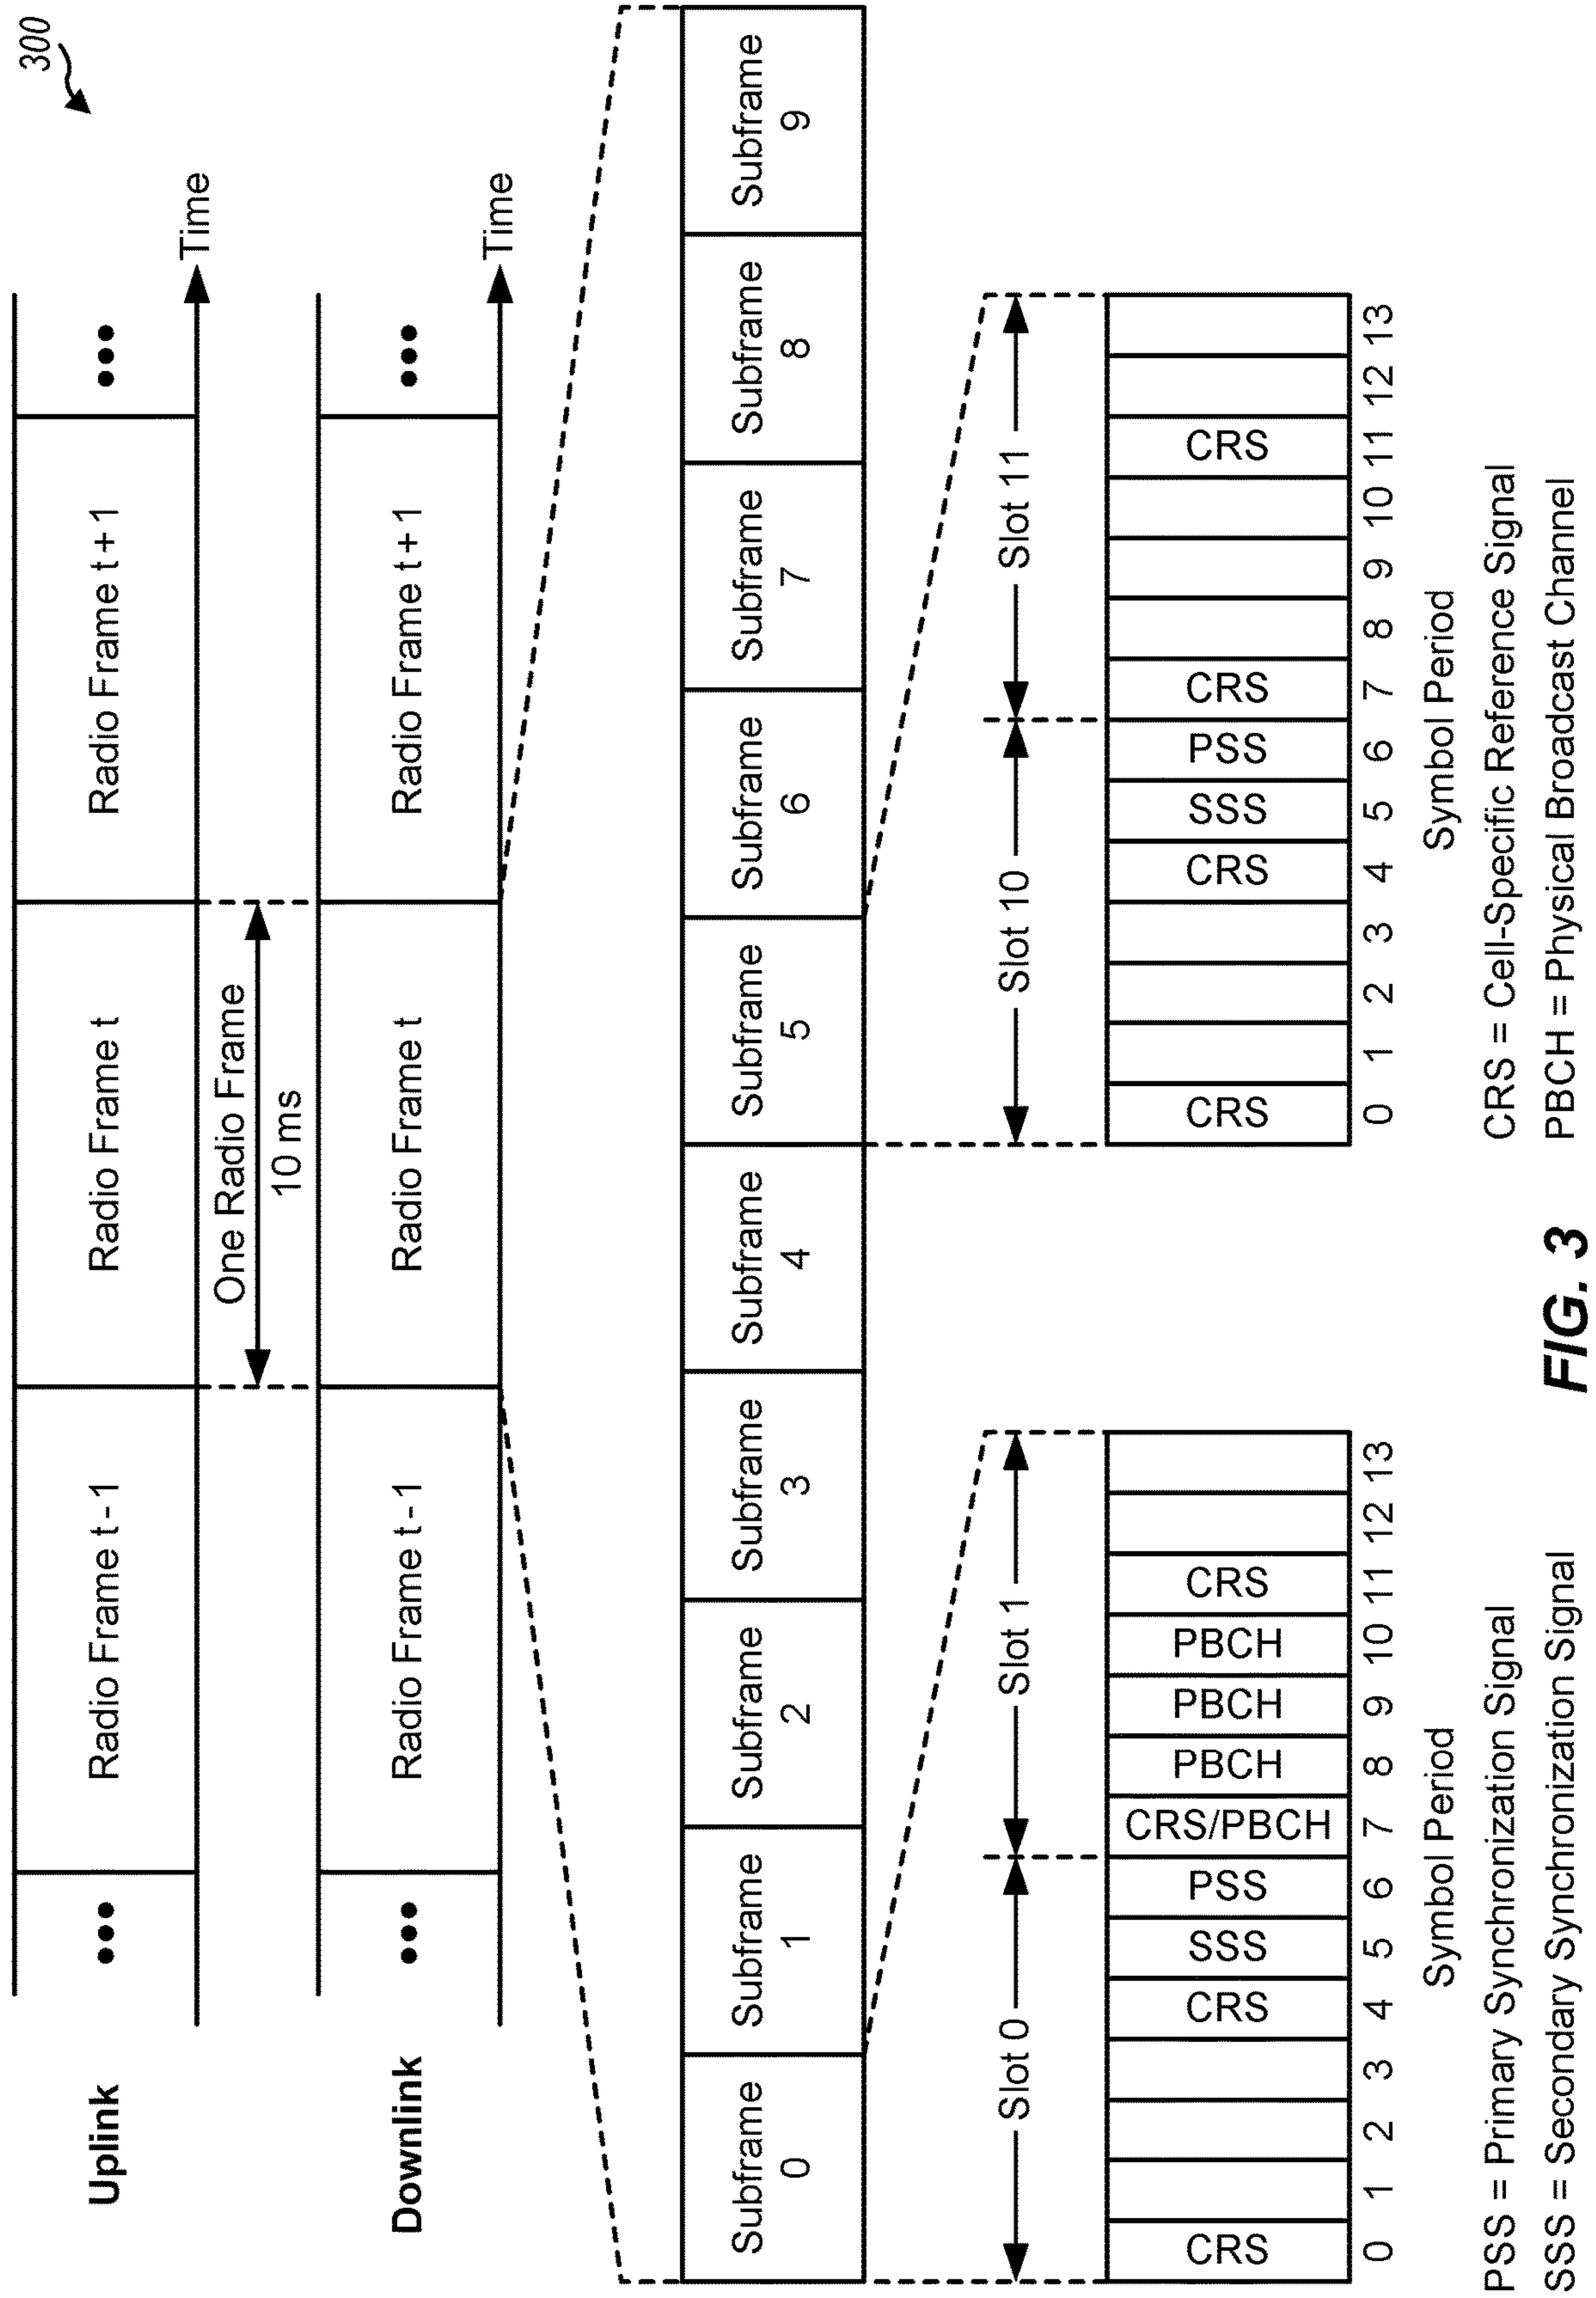 300
Uplink
••• Radio Frame t - 1 Radio Frame t Radio Frame t + 1 •••
Time
One Radio Frame
10 ms
Downlink
••• Radio Frame t - 1 Radio Frame t Radio Frame t + 1 •••
Time
Subframe Subframe Subframe Subframe Subframe Subframe Subframe Subframe Subframe Subframe
0 1 2 3 4 5 6 7 8 9
Slot 0 Slot 1
CRS CRS SSS PSS CRS/PBCH PBCH PBCH PBCH CRS
0 1 2 3 4 5 6 7 8 9 10 11 12 13
Symbol Period
Slot 10 Slot 11
CRS CRS SSS PSS CRS CRS
0 1 2 3 4 5 6 7 8 9 10 11 12 13
Symbol Period
PSS = Primary Synchronization Signal
SSS = Secondary Synchronization Signal
CRS = Cell-Specific Reference Signal
PBCH = Physical Broadcast Channel
FIG. 3